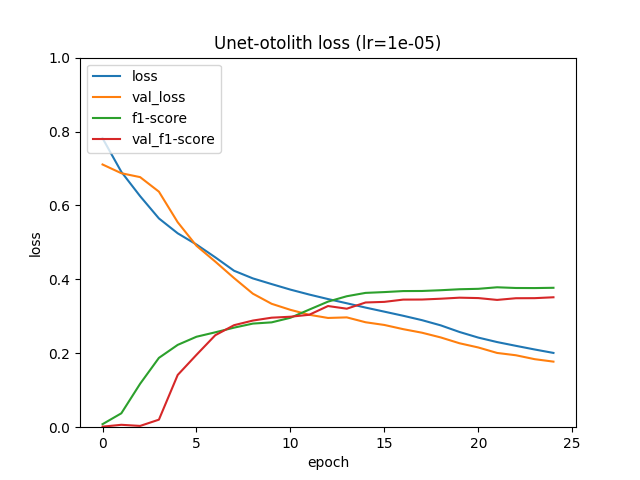 Unet-otolith loss (lr=1e-05)
1.0
0.8
0.6
0.4
0.2
0.0
loss
loss
val_loss
f1-score
val_f1-score
0 5 10 15 20 25
epoch